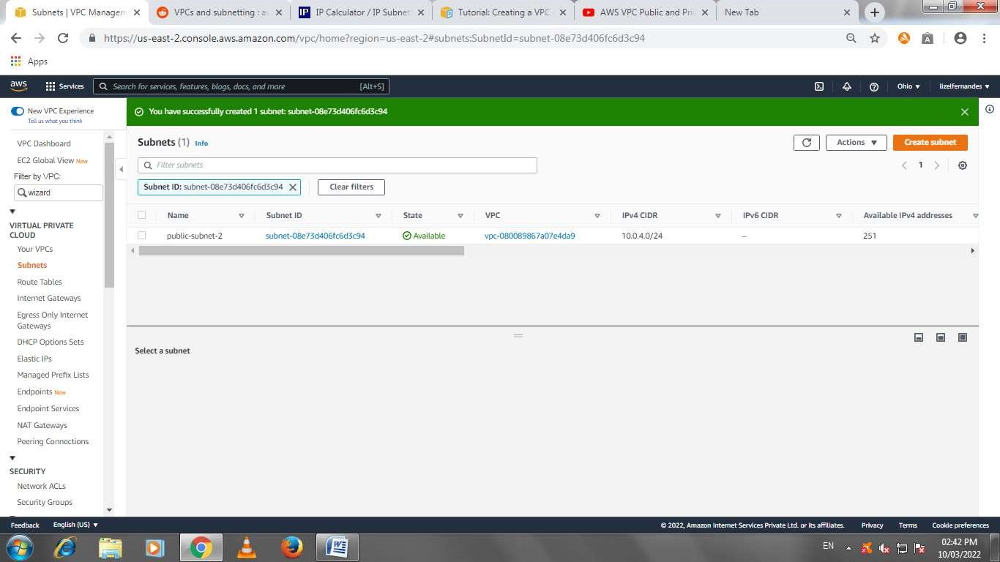 Subnets | VPC Managem
VPCs and subnetting : a
IP Calculator / IP Subnet
Tutorial: Creating a VPC
AWS VPC Public and Pri
New Tab
https://us-east-2.console.aws.amazon.com/vpc/home?region=us-east-2#subnets:SubnetId=subnet-08e73d406fc6d3c94
Apps
aws
Services
Search for services, features, blogs, docs, and more
[Alt+S]
Ohio
lizelfernandes
New VPC Experience
Tell us what you think
You have successfully created 1 subnet: subnet-08e73d406fc6d3c94
VPC Dashboard
EC2 Global View New
Filter by VPC:
wizard
VIRTUAL PRIVATE
CLOUD
Your VPCs
Subnets
Route Tables
Internet Gateways
Egress Only Internet
Gateways
DHCP Options Sets
Elastic IPs
Managed Prefix Lists
Endpoints New
Endpoint Services
NAT Gateways
Peering Connections
SECURITY
Network ACLs
Security Groups
Subnets (1) Info
Actions
Create subnet
Filter subnets
1
Subnet ID: subnet-08e73d406fc6d3c94
Clear filters
Name Subnet ID State VPC IPv4 CIDR IPv6 CIDR Available IPv4 addresses
public-subnet-2 subnet-08e73d406fc6d3c94 Available vpc-080089867a07e4da9 10.0.4.0/24 – 251
Select a subnet
Feedback English (US) © 2022, Amazon Internet Services Private Ltd. or its affiliates. Privacy Terms Cookie preferences
EN
02:42 PM
10/03/2022